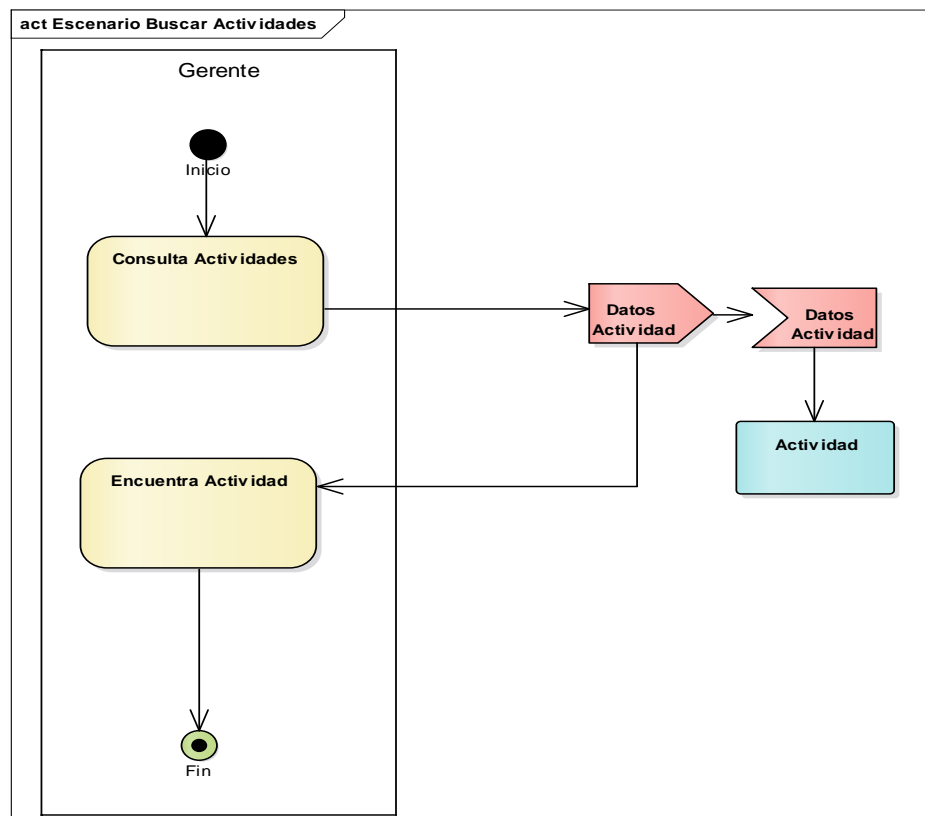 act Escenario Buscar Actividades
Gerente
Inicio
Consulta Actividades
Datos
Actividad
Datos
Actividad
Actividad
Encuentra Actividad
Fin